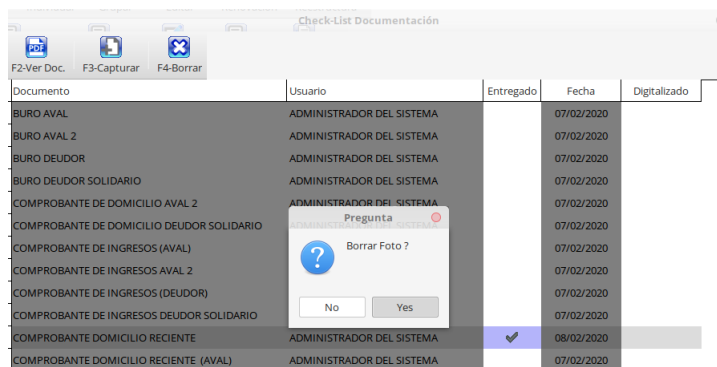 Check-List Documentación
PDF
F2-Ver Doc. F3-Capturar F4-Borrar
Documento Usuario Entregado Fecha Digitalizado
BURO AVAL ADMINISTRADOR DEL SISTEMA 07/02/2020
BURO AVAL 2 ADMINISTRADOR DEL SISTEMA 07/02/2020
BURO DEUDOR ADMINISTRADOR DEL SISTEMA 07/02/2020
BURO DEUDOR SOLIDARIO ADMINISTRADOR DEL SISTEMA 07/02/2020
COMPROBANTE DE DOMICILIO AVAL 2 ADMINISTRADOR DEL SISTEMA 07/02/2020
COMPROBANTE DE DOMICILIO DEUDOR SOLIDARIO ADMINISTRADOR DEL SISTEMA 07/02/2020
COMPROBANTE DE INGRESOS (AVAL) 07/02/2020
COMPROBANTE DE INGRESOS AVAL 2 07/02/2020
COMPROBANTE DE INGRESOS (DEUDOR) 07/02/2020
COMPROBANTE DE INGRESOS DEUDOR SOLIDARIO 07/02/2020
COMPROBANTE DOMICILIO RECIENTE ADMINISTRADOR DEL SISTEMA 08/02/2020
COMPROBANTE DOMICILIO RECIENTE (AVAL) ADMINISTRADOR DEL SISTEMA 07/02/2020
Pregunta
Borrar Foto ?
No Yes